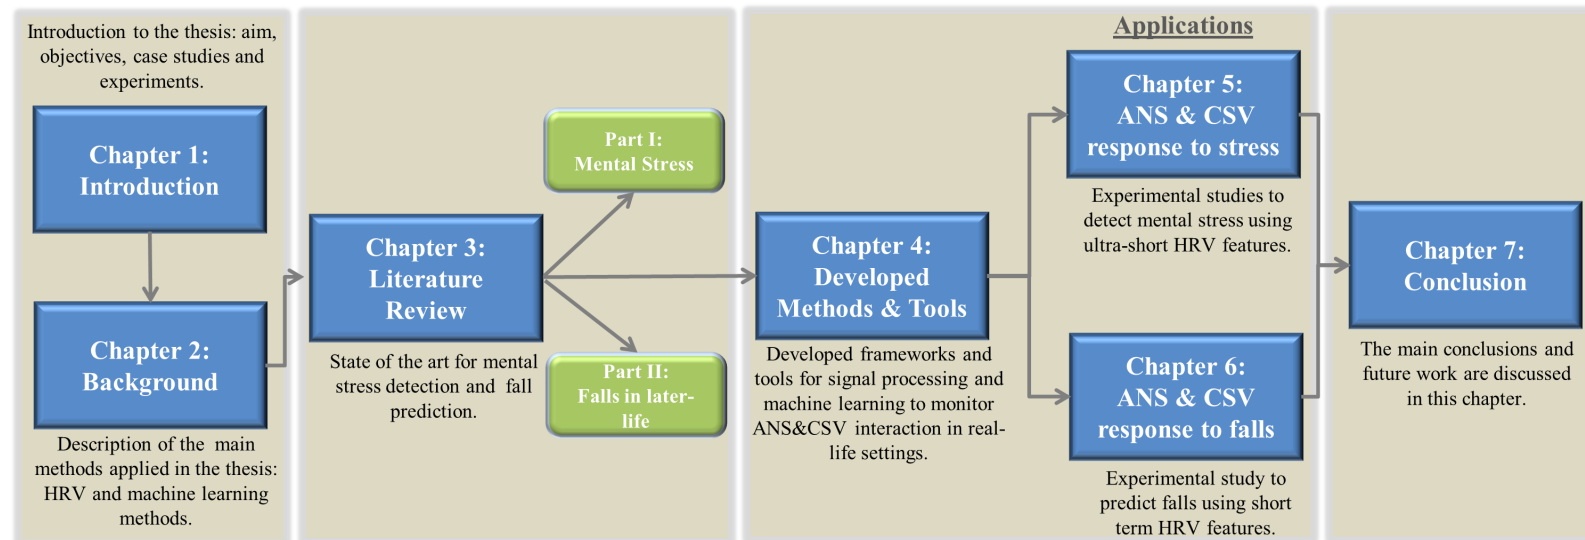 Introduction to the thesis: aim,
objectives, case studies and
experiments.
Chapter 1:
Introduction
Chapter 2:
Background
Description of the main
methods applied in the thesis:
HRV and machine learning
methods.
Chapter 3:
Literature
Review
State of the art for mental
stress detection and fall
prediction.
Part I:
Mental Stress
Part II:
Falls in later-
life
Chapter 4:
Developed
Methods & Tools
Developed frameworks and
tools for signal processing and
machine learning to monitor
ANS&CSV interaction in real-
life settings.
Applications
Chapter 5:
ANS & CSV
response to stress
Experimental studies to
detect mental stress using
ultra-short HRV features.
Chapter 6:
ANS & CSV
response to falls
Experimental study to
predict falls using short
term HRV features.
Chapter 7:
Conclusion
The main conclusions and
future work are discussed
in this chapter.